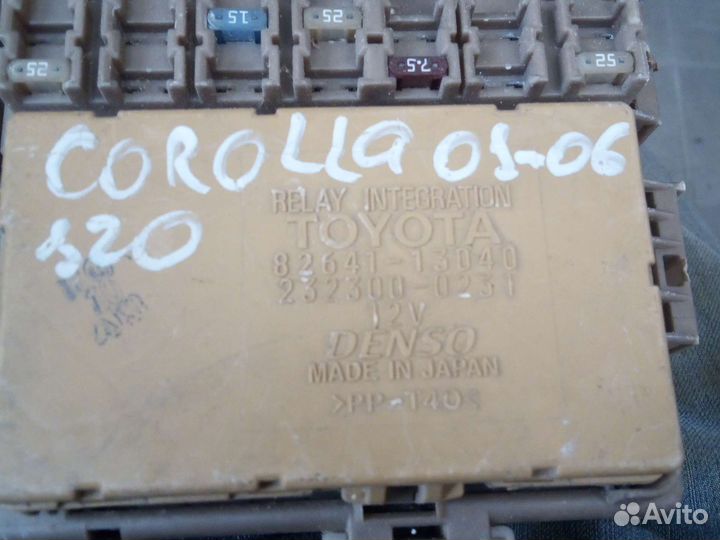 15
25
25
7.5
25
COROLLA 01-06
320
RELAY INTEGRATION
TOYOTA
82641-13040
232300-0231
12V
DENSO
MADE IN JAPAN
>PP-T40<
Avito